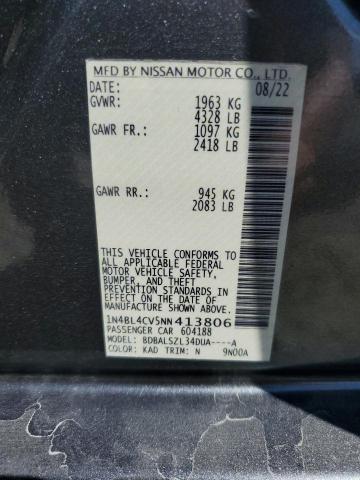 MFD BY NISSAN MOTOR CO., LTD.
DATE: 08/22
GVWR: 1963 KG
4328 LB
GAWR FR.: 1097 KG
2418 LB
GAWR RR.: 945 KG
2083 LB
THIS VEHICLE CONFORMS TO
ALL APPLICABLE FEDERAL
MOTOR VEHICLE SAFETY,
BUMPER, AND THEFT
PREVENTION STANDARDS IN
EFFECT ON THE DATE OF
MANUFACTURE SHOWN ABOVE.
1N4BL4CV5NN413806
PASSENGER CAR 604188
MODEL: BDBALSZL34DUA----A
COLOR: KAD TRIM: N 9N00A